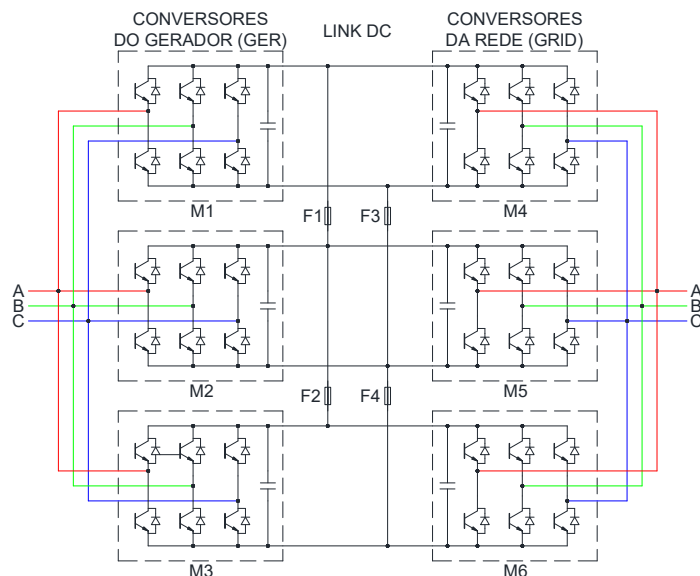 CONVERSORES
DO GERADOR (GER)
LINK DC
CONVERSORES
DA REDE (GRID)
M1
M4
F1
F3
A
B
C
A
B
C
M2
M5
F2
F4
M3
M6